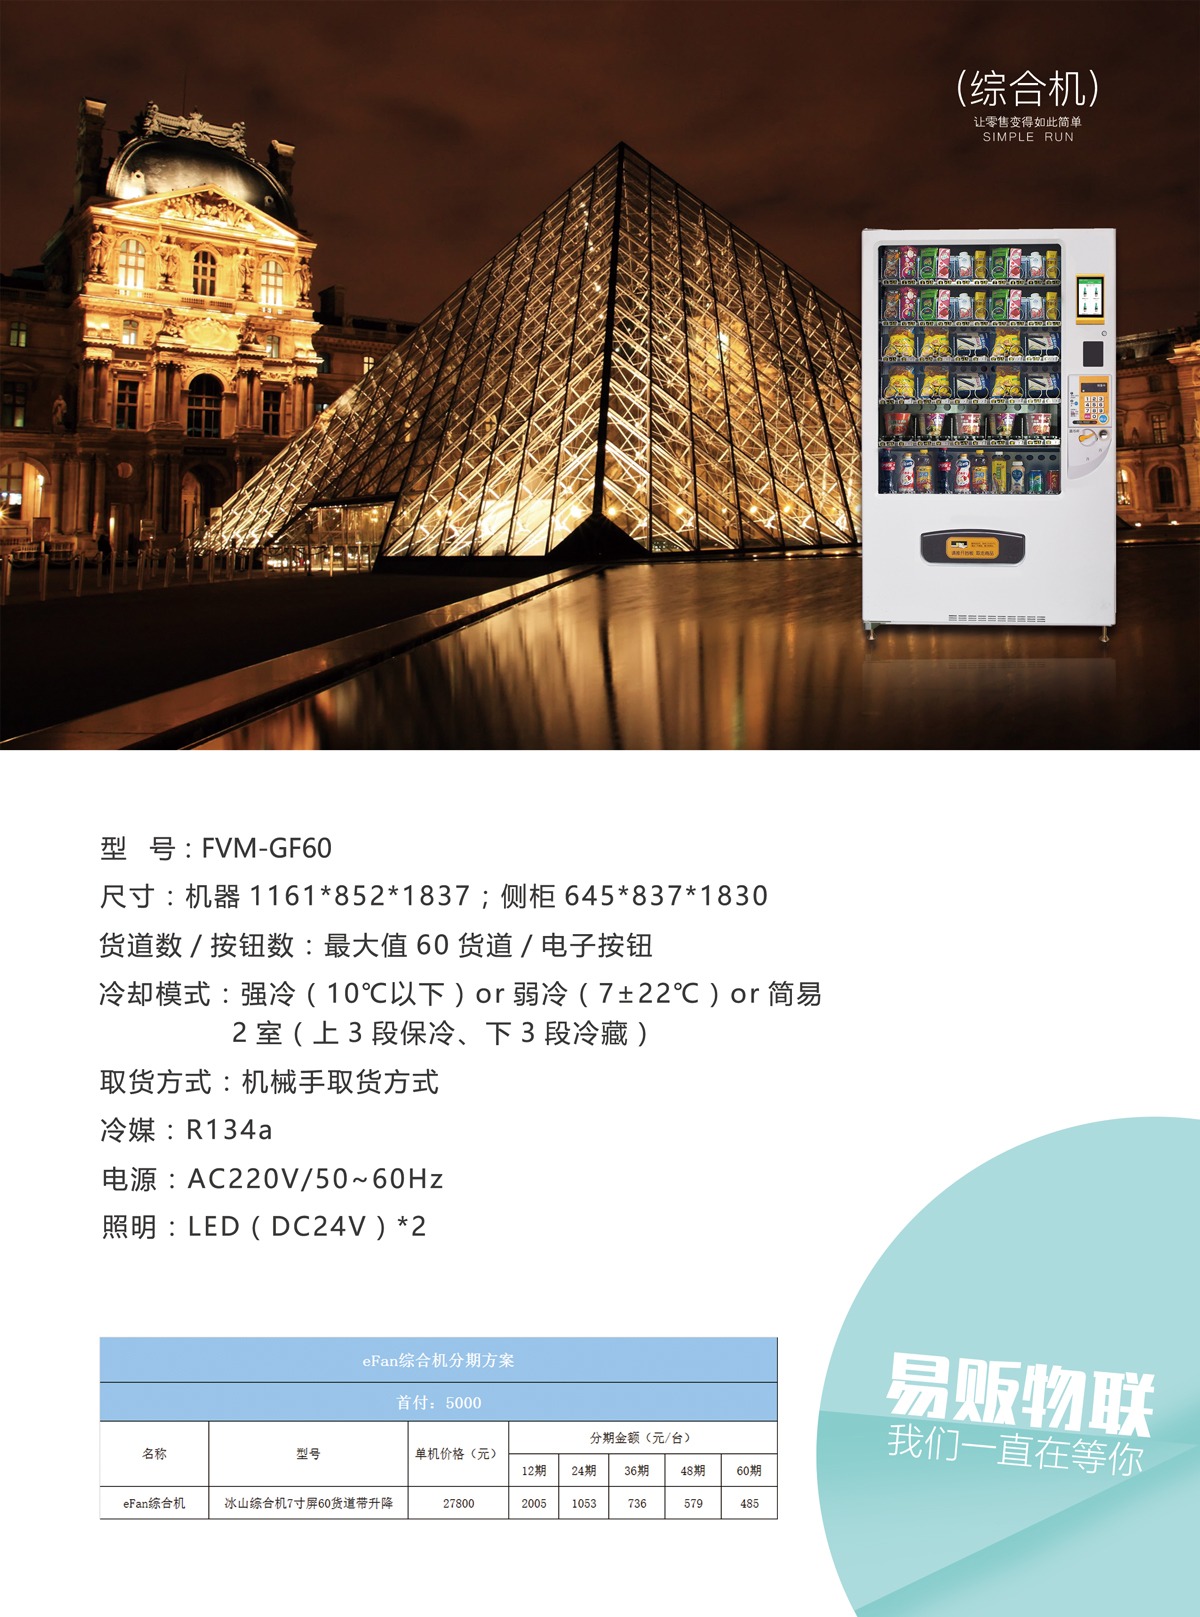 (综合机)
让零售变得如此简单
SIMPLE RUN
型 号:FVM-GF60
尺寸:机器 1161*852*1837;侧柜 645*837*1830
货道数 / 按钮数:最大值 60 货道 / 电子按钮
冷却模式:强冷(10℃以下)or 弱冷(7±22℃)or 简易
2 室(上 3 段保冷、下 3 段冷藏)
取货方式:机械手取货方式
冷媒:R134a
电源:AC220V/50~60Hz
照明:LED(DC24V)*2
eFan综合机分期方案
首付:5000
名称 型号 单机价格(元) 分期金额(元/台)
12期 24期 36期 48期 60期
eFan综合机 冰山综合机7寸屏60货道带升降 27800 2005 1053 736 579 485
易贩物联
我们一直在等你